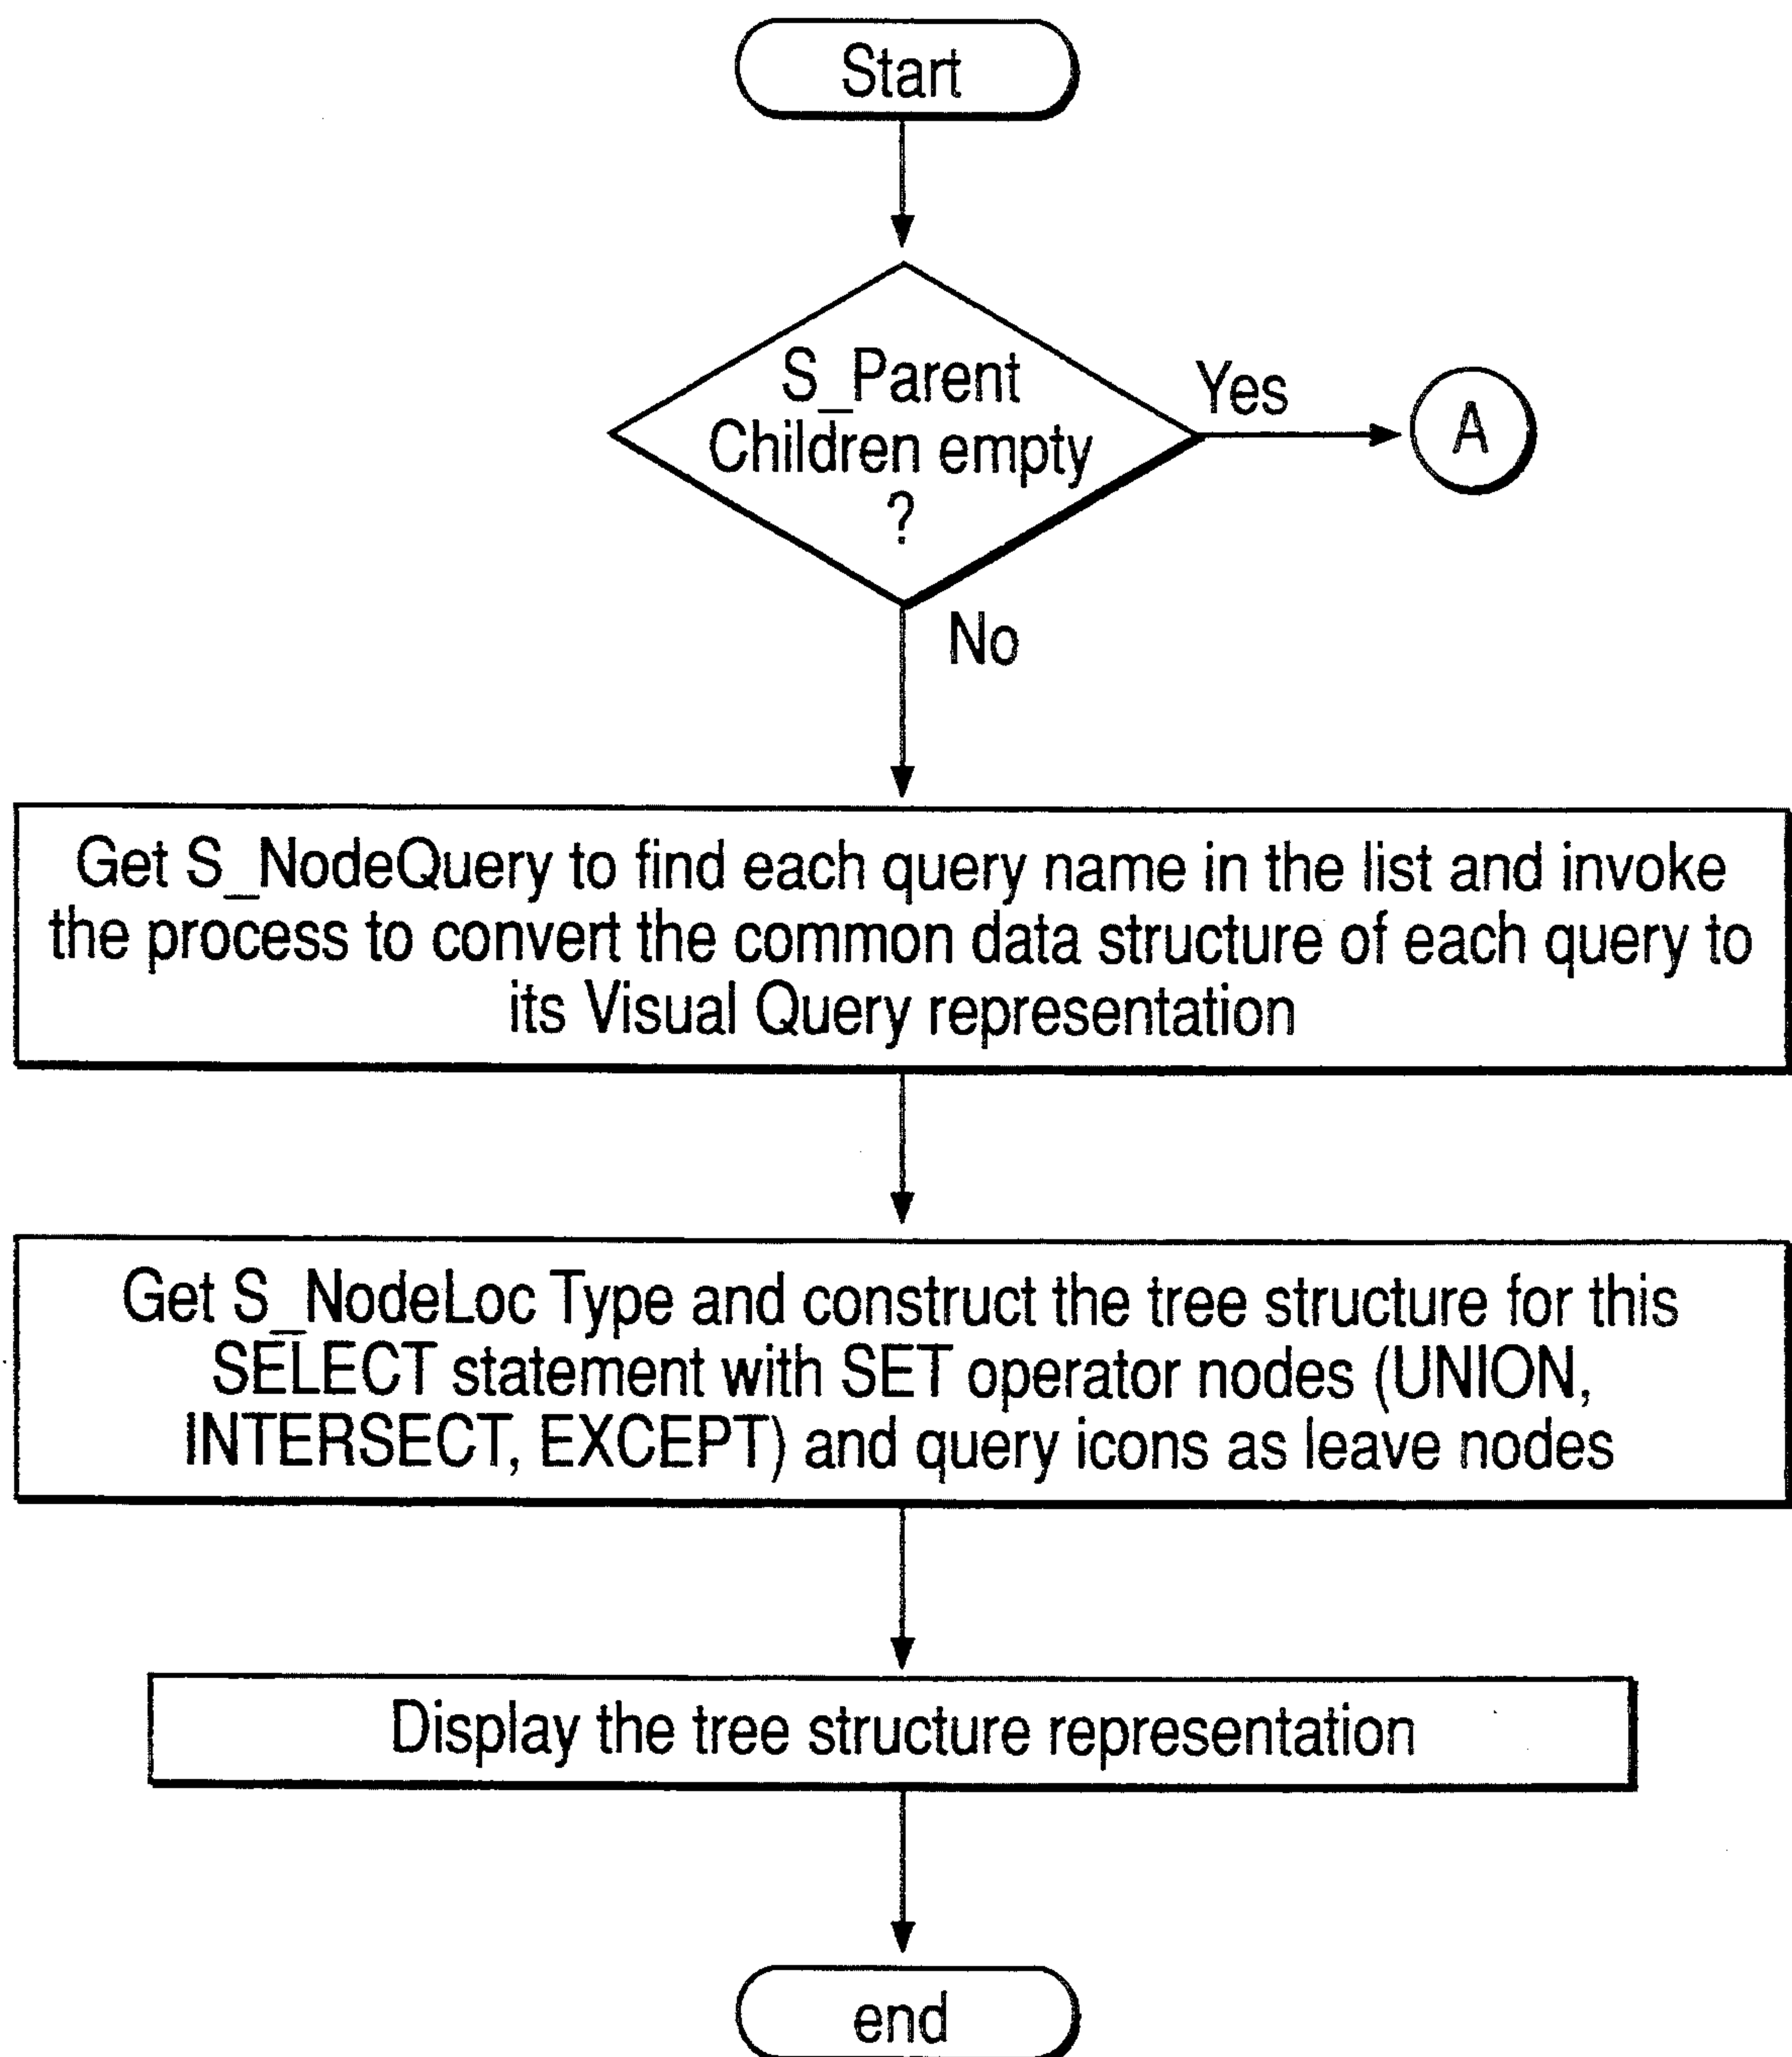 Start
S_Parent
Children empty
?
Yes
A
No
Get S_NodeQuery to find each query name in the list and invoke
the process to convert the common data structure of each query to
its Visual Query representation
Get S_NodeLoc Type and construct the tree structure for this
SELECT statement with SET operator nodes (UNION,
INTERSECT, EXCEPT) and query icons as leave nodes
Display the tree structure representation
end